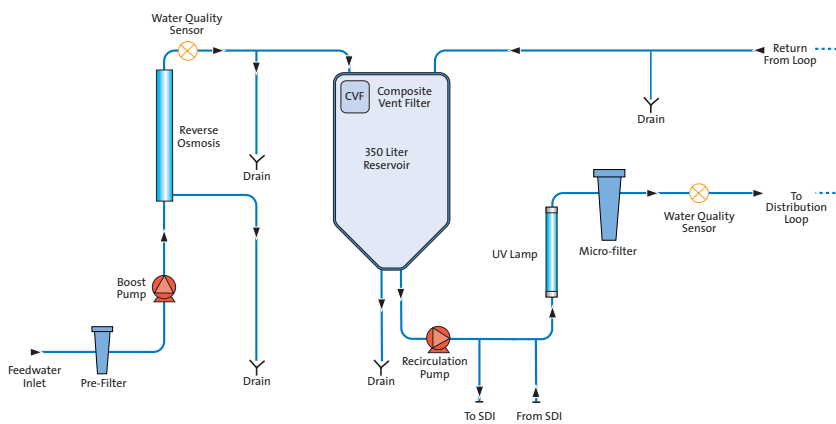 Water Quality
Sensor
Return
From Loop
CVF
Composite
Vent Filter
Drain
Reverse
Osmosis
350 Liter
Reservoir
Drain
To
Distribution
Loop
Water Quality
Sensor
UV Lamp
Micro-filter
Boost
Pump
Recirculation
Pump
Feedwater
Inlet
Pre-Filter
Drain
Drain
To SDI
From SDI